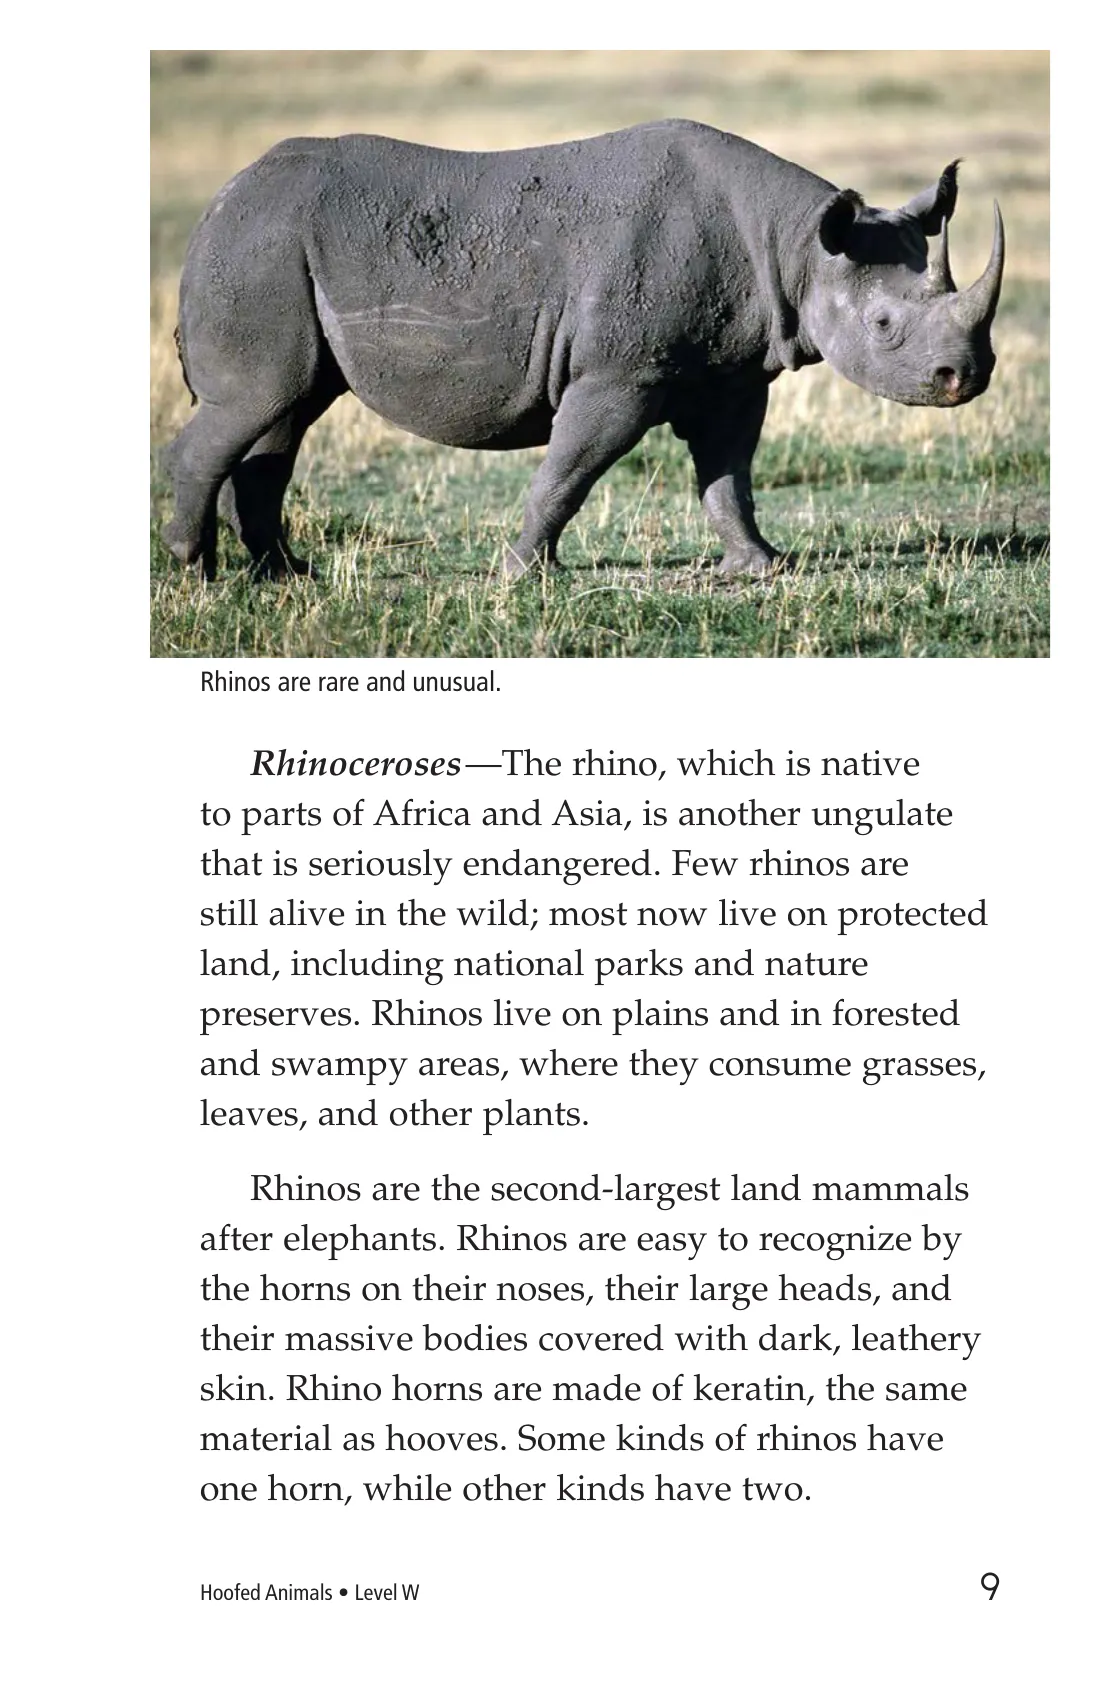 Rhinos are rare and unusual.
Rhinoceroses—The rhino, which is native
to parts of Africa and Asia, is another ungulate
that is seriously endangered. Few rhinos are
still alive in the wild; most now live on protected
land, including national parks and nature
preserves. Rhinos live on plains and in forested
and swampy areas, where they consume grasses,
leaves, and other plants.
Rhinos are the second-largest land mammals
after elephants. Rhinos are easy to recognize by
the horns on their noses, their large heads, and
their massive bodies covered with dark, leathery
skin. Rhino horns are made of keratin, the same
material as hooves. Some kinds of rhinos have
one horn, while other kinds have two.
Hoofed Animals • Level W 9